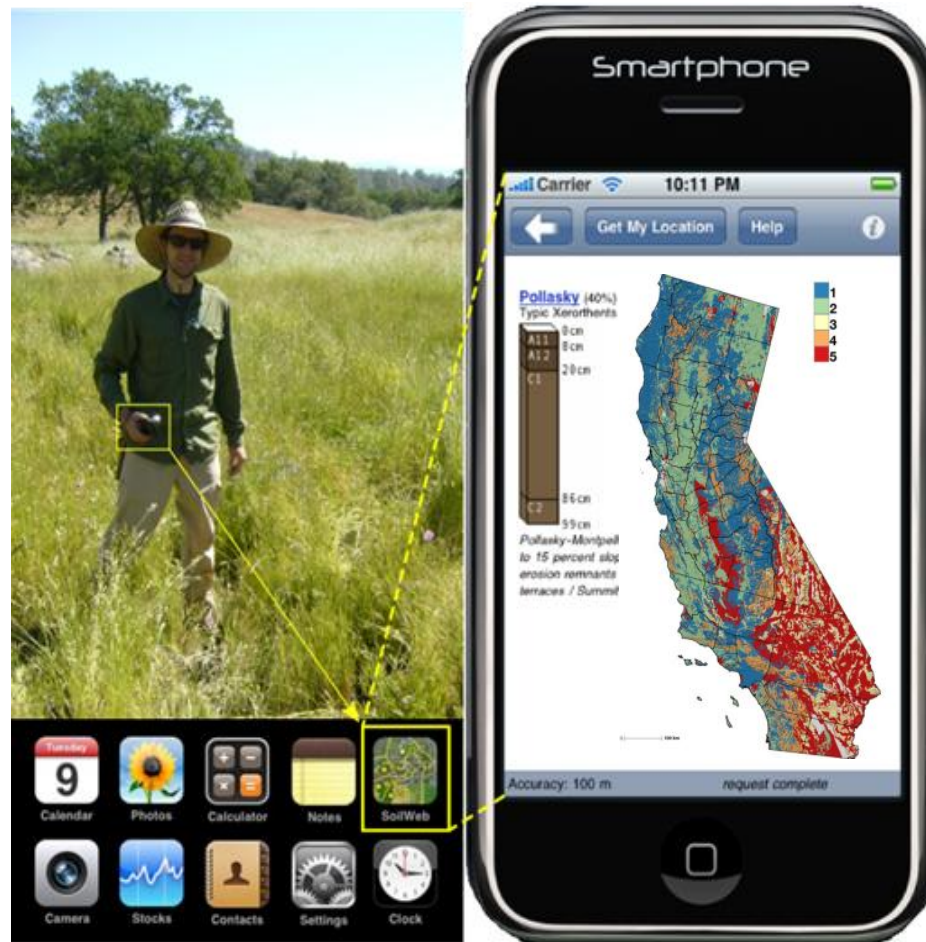 Smartphone
Carrier 10:11 PM
Get My Location Help i
Pollasky (40%)
Typic Xerorthents
0cm
A11
8cm
A12
20cm
C1
86cm
C2
99cm
Pollasky-Montpell
to 15 percent slop
erosion remnants
terraces / Summit
1
2
3
4
5
Accuracy: 100 m request complete
Tuesday
9
Calendar Photos Calculator Notes SoilWeb
Camera Stocks Contacts Settings Clock